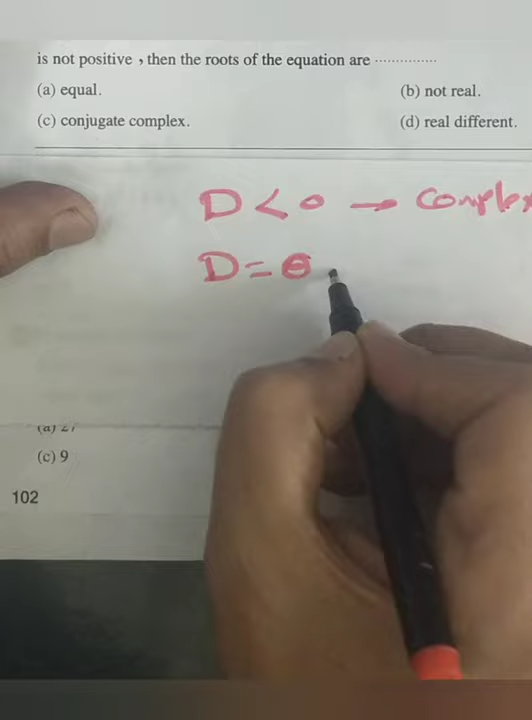 is not positive , then the roots of the equation are ...............
(a) equal.
(b) not real.
(c) conjugate complex.
(d) real different.
D < 0 → Complex
D = 0
(c) 9
102